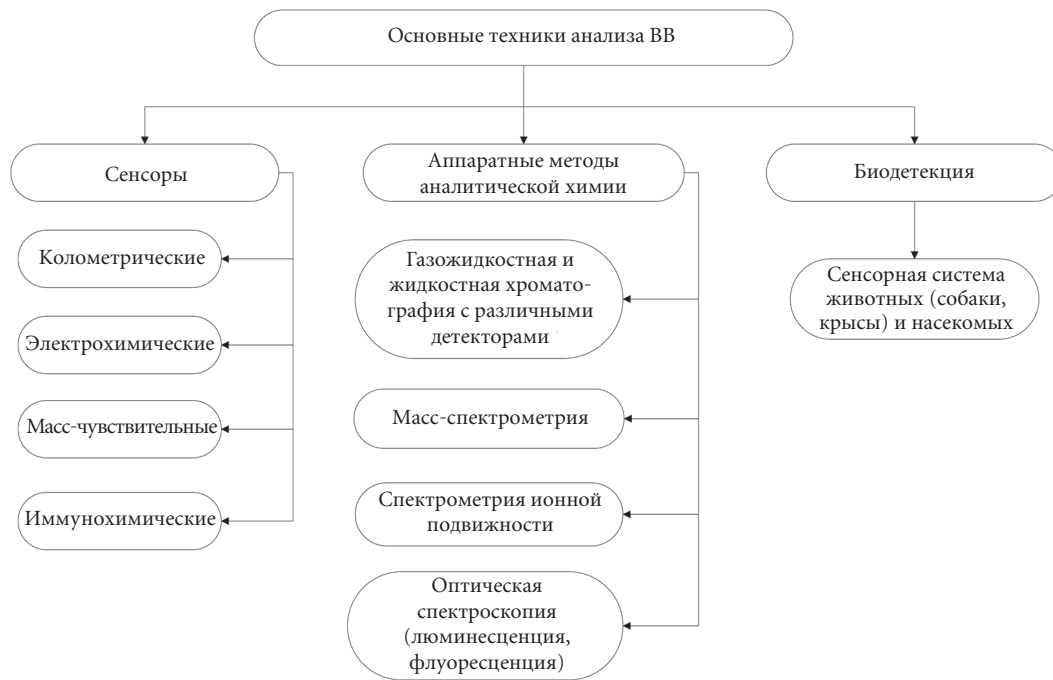 Основные техники анализа ВВ
Сенсоры
Колометрические
Электрохимические
Масс-чувствительные
Иммунохимические
Аппаратные методы
аналитической химии
Газожидкостная и
жидкостная хромато-
графия с различными
детекторами
Масс-спектрометрия
Спектрометрия ионной
подвижности
Оптическая
спектроскопия
(люминесценция,
флуоресценция)
Биодетекция
Сенсорная система
животных (собаки,
крысы) и насекомых